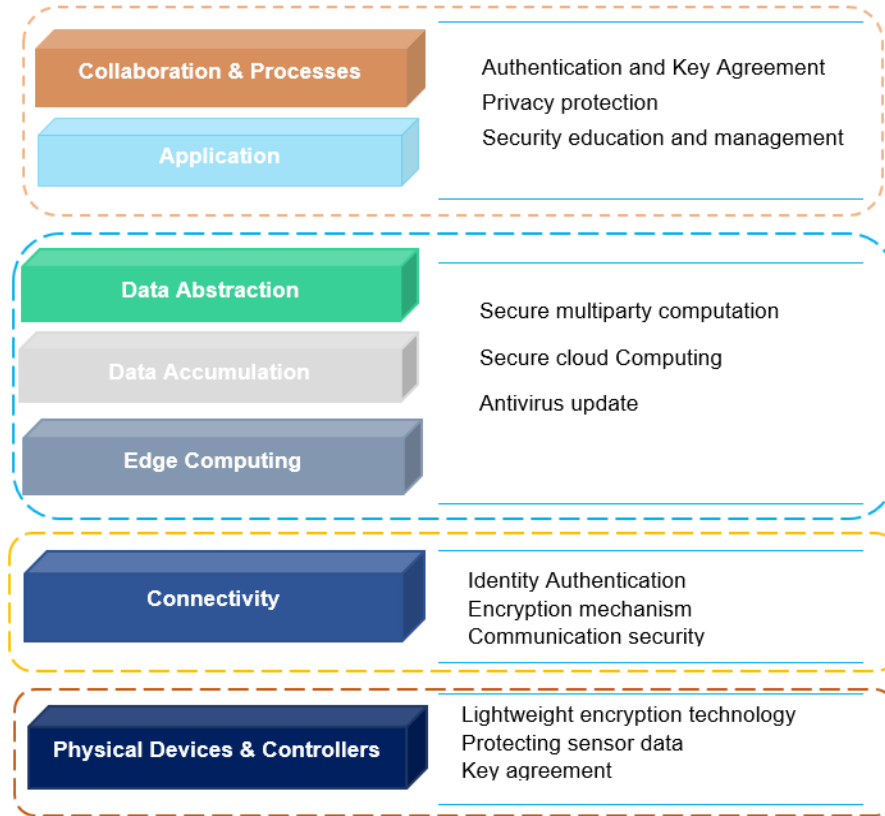 Collaboration & Processes
Application
Authentication and Key Agreement
Privacy protection
Security education and management
Data Abstraction
Data Accumulation
Edge Computing
Secure multiparty computation
Secure cloud Computing
Antivirus update
Connectivity
Identity Authentication
Encryption mechanism
Communication security
Physical Devices & Controllers
Lightweight encryption technology
Protecting sensor data
Key agreement